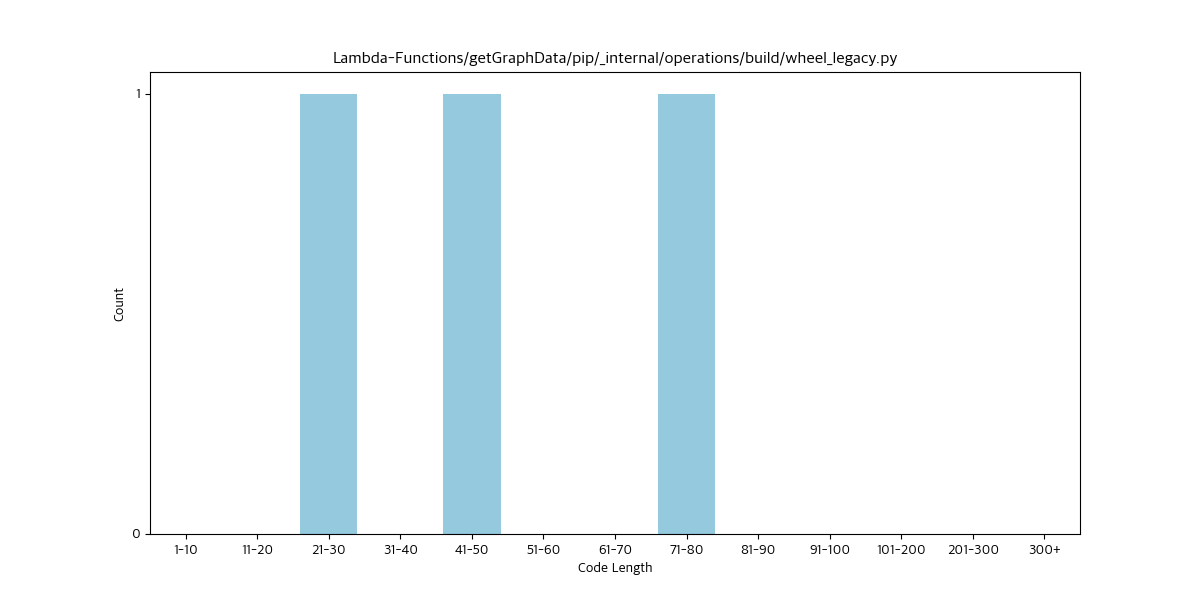 Lambda-Functions/getGraphData/pip/_internal/operations/build/wheel_legacy.py
1
Count
0
1-10 11-20 21-30 31-40 41-50 51-60 61-70 71-80 81-90 91-100 101-200 201-300 300+
Code Length